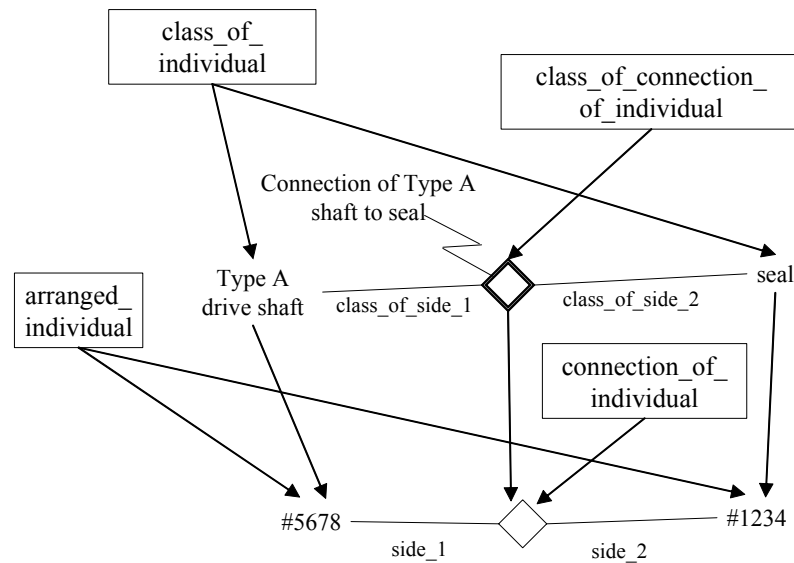 class_of_
individual
class_of_connection_
of_individual
Connection of Type A
shaft to seal
Type A
drive shaft
class_of_side_1
class_of_side_2
seal
arranged_
individual
connection_of_
individual
#5678
side_1
side_2
#1234